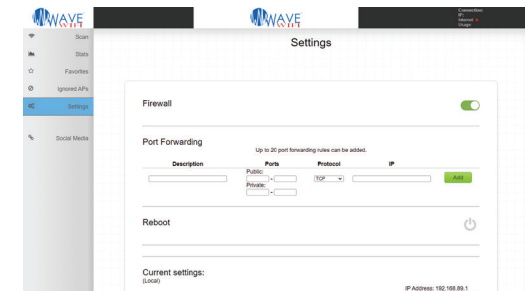 WAVE
WIFI
WAVE
WIFI
Connection:
IP:
Internet
Usage:
Scan
Stats
Favorites
Ignored APs
Settings
Social Media
Settings
Firewall
Port Forwarding
Up to 20 port forwarding rules can be added.
Description Ports Protocol IP
Public:
- TCP Add
Private:
-
Reboot
Current settings:
(Local)
IP Address: 192.168.89.1